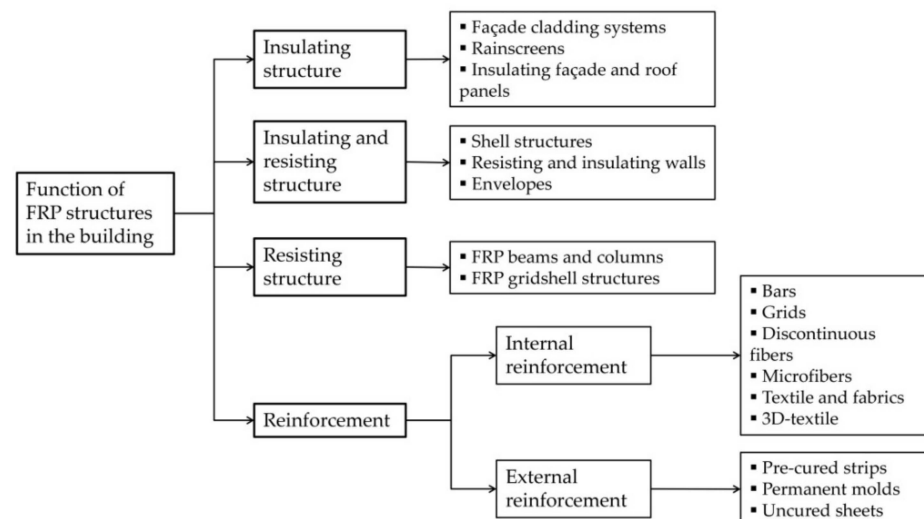 Function of
FRP structures
in the building
Insulating
structure
▪ Façade cladding systems
▪ Rainscreens
▪ Insulating façade and roof
panels
Insulating and
resisting
structure
▪ Shell structures
▪ Resisting and insulating walls
▪ Envelopes
Resisting
structure
▪ FRP beams and columns
▪ FRP gridshell structures
Reinforcement
Internal
reinforcement
▪ Bars
▪ Grids
▪ Discontinuous
fibers
▪ Microfibers
▪ Textile and fabrics
▪ 3D-textile
External
reinforcement
▪ Pre-cured strips
▪ Permanent molds
▪ Uncured sheets